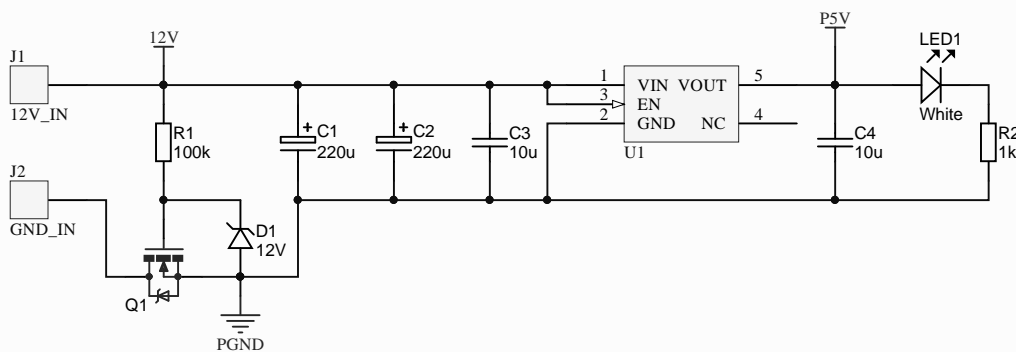 12V
P5V
J1
12V_IN
R1
100k
C1
220u
C2
220u
C3
10u
1
3
2
VIN
EN
GND
VOUT
NC
5
4
U1
C4
10u
LED1
White
R2
1k
J2
GND_IN
D1
12V
Q1
PGND